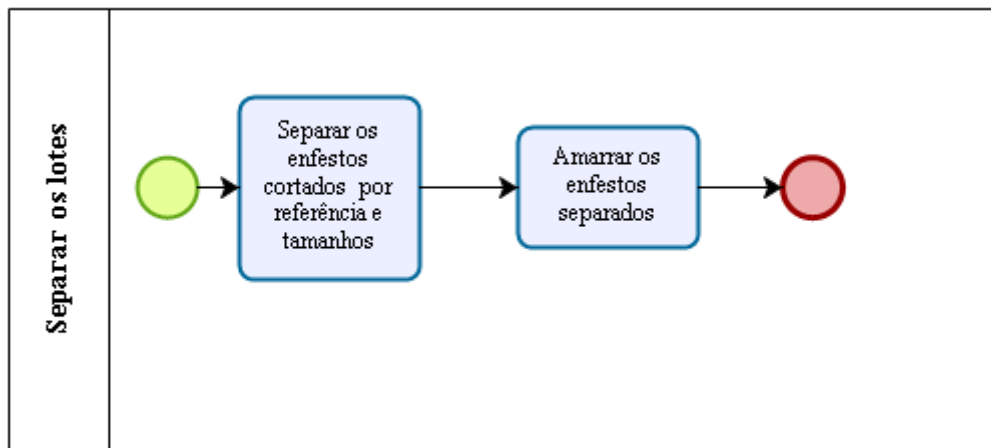 Separar os lotes
Separar os
enfestos
cortados por
referência e
tamanhos
Amarrar os
enfestos
separados